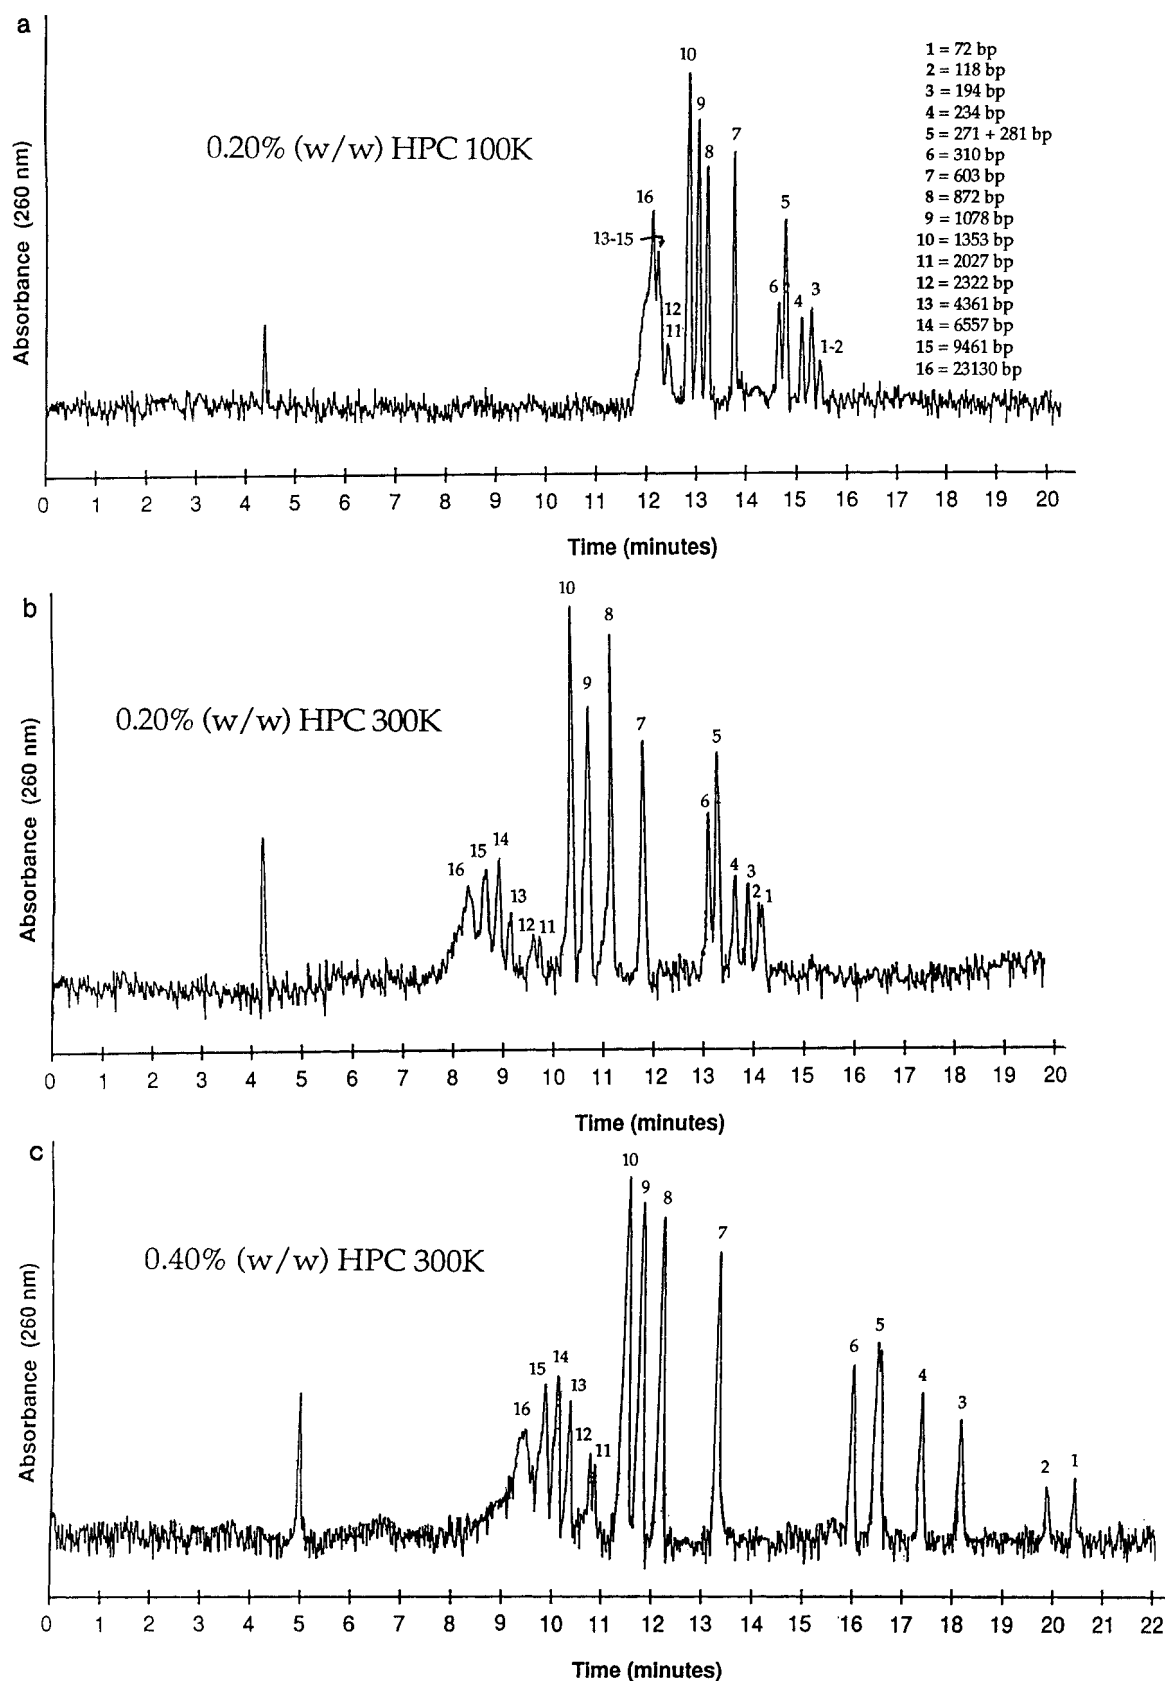 a
Absorbance (260 nm)
0.20% (w/w) HPC 100K
1 = 72 bp
2 = 118 bp
3 = 194 bp
4 = 234 bp
5 = 271 + 281 bp
6 = 310 bp
7 = 603 bp
8 = 872 bp
9 = 1078 bp
10 = 1353 bp
11 = 2027 bp
12 = 2322 bp
13 = 4361 bp
14 = 6557 bp
15 = 9461 bp
16 = 23130 bp
16
13-15
12
11
10
9
8
7
6
5
4
3
1-2
0 1 2 3 4 5 6 7 8 9 10 11 12 13 14 15 16 17 18 19 20
Time (minutes)
b
Absorbance (260 nm)
0.20% (w/w) HPC 300K
16
15
14
13
12
11
10
9
8
7
6
5
4
3
2
1
0 1 2 3 4 5 6 7 8 9 10 11 12 13 14 15 16 17 18 19 20
Time (minutes)
c
Absorbance (260 nm)
0.40% (w/w) HPC 300K
16
15
14
13
12
11
10
9
8
7
6
5
4
3
2
1
0 1 2 3 4 5 6 7 8 9 10 11 12 13 14 15 16 17 18 19 20 21 22
Time (minutes)